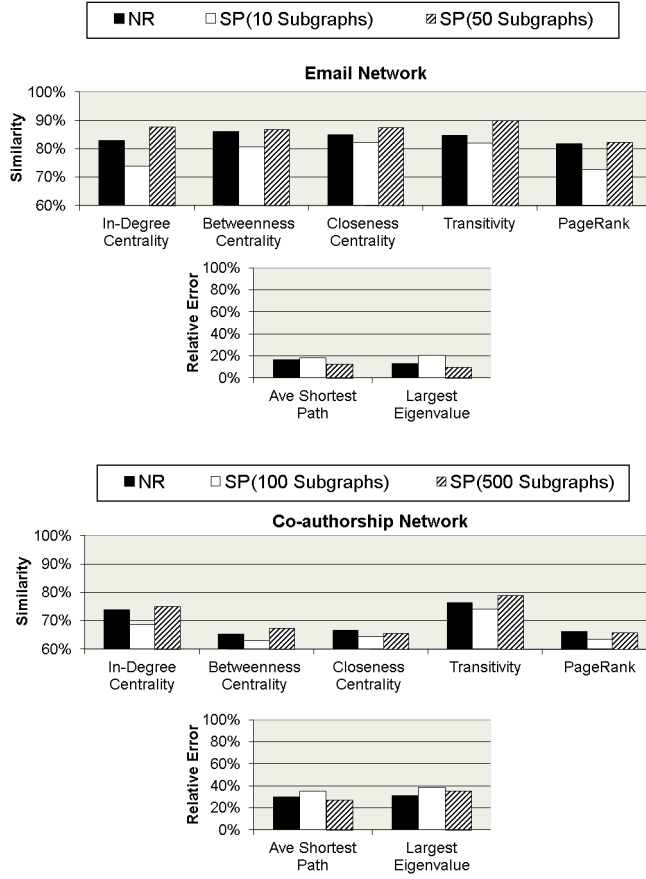 NR SP(10 Subgraphs) SP(50 Subgraphs)
Email Network
Similarity
100%
90%
80%
70%
60%
In-Degree Centrality
Betweenness Centrality
Closeness Centrality
Transitivity
PageRank
Relative Error
100%
80%
60%
40%
20%
0%
Ave Shortest Path
Largest Eigenvalue
NR SP(100 Subgraphs) SP(500 Subgraphs)
Co-authorship Network
Similarity
100%
90%
80%
70%
60%
In-Degree Centrality
Betweenness Centrality
Closeness Centrality
Transitivity
PageRank
Relative Error
100%
80%
60%
40%
20%
0%
Ave Shortest Path
Largest Eigenvalue